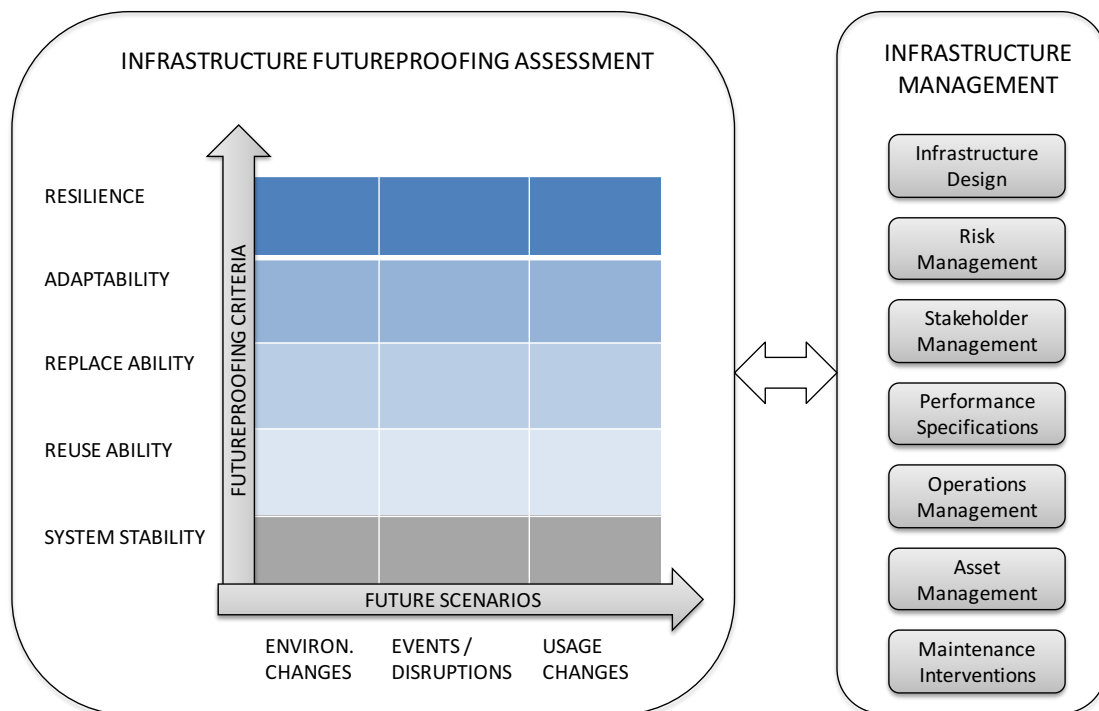 INFRASTRUCTURE FUTUREPROOFING ASSESSMENT
RESILIENCE
ADAPTABILITY
REPLACE ABILITY
REUSE ABILITY
SYSTEM STABILITY
FUTUREPROOFING CRITERIA
FUTURE SCENARIOS
ENVIRON.
CHANGES
EVENTS /
DISRUPTIONS
USAGE
CHANGES
INFRASTRUCTURE
MANAGEMENT
Infrastructure
Design
Risk
Management
Stakeholder
Management
Performance
Specifications
Operations
Management
Asset
Management
Maintenance
Interventions